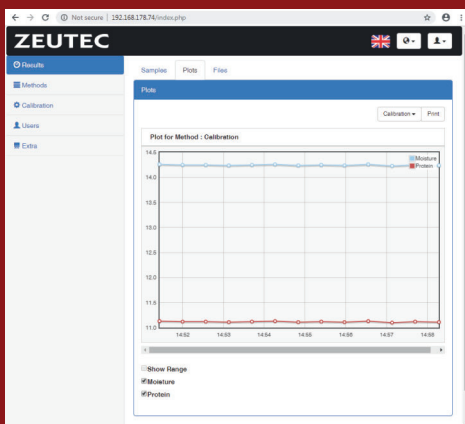 Not secure | 192.168.178.74/index.php
ZEUTEC
Results
Methods
Calibration
Users
Extra
Samples Plots Files
Plots
Calibration Print
Plot for Method : Calibration
Moisture
Protein
14.5
14.0
13.5
13.0
12.5
12.0
11.5
11.0
14:52 14:53 14:54 14:55 14:56 14:57 14:58
Show Range
Moisture
Protein